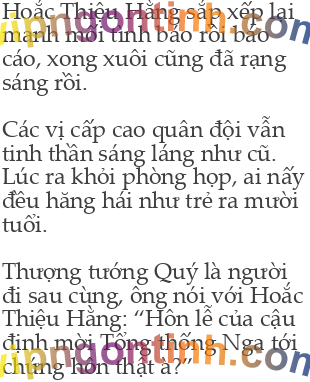 Hoắc Thiệu Hằng sắp xếp lại
manh mối tình báo rồi báo
cáo, xong xuôi cũng đã rạng
sáng rồi.
Các vị cấp cao quân đội vẫn
tinh thần sáng láng như cũ.
Lúc ra khỏi phòng họp, ai nấy
đều hăng hái như trẻ ra mười
tuổi.
Thượng tướng Quý là người
đi sau cùng, ông nói với Hoắc
Thiệu Hằng: “Hôn lễ của cậu
định mời Tổng thống Nga tới
chứng hôn thật à?”
vipngontinh.com
vipngontinh.com